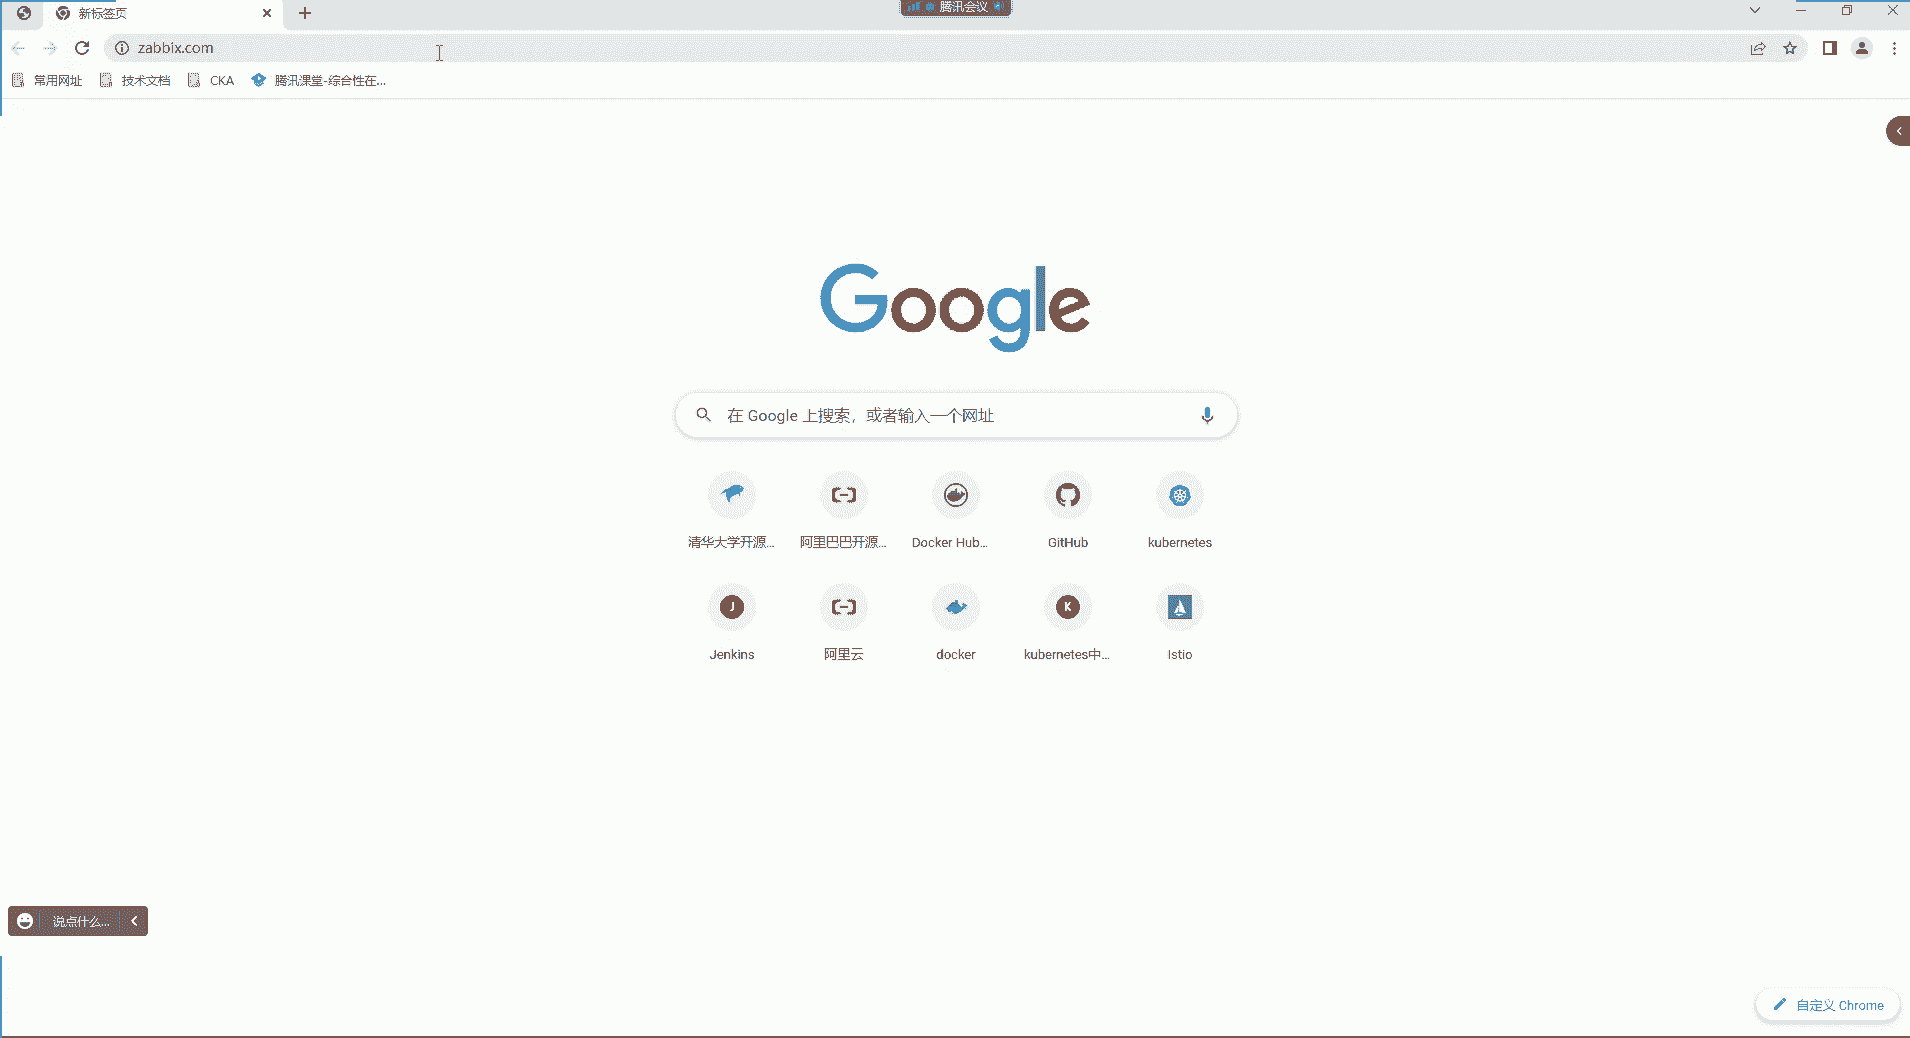 新标签页
腾讯会议
zabbix.com
常用网址 技术文档 CKA 腾讯课堂-综合性在...
Google
在 Google 上搜索，或者输入一个网址
清华大学开源... 阿里巴巴开源... Docker Hub... GitHub kubernetes
J K
Jenkins 阿里云 docker kubernetes中... Istio
说点什么...
自定义 Chrome